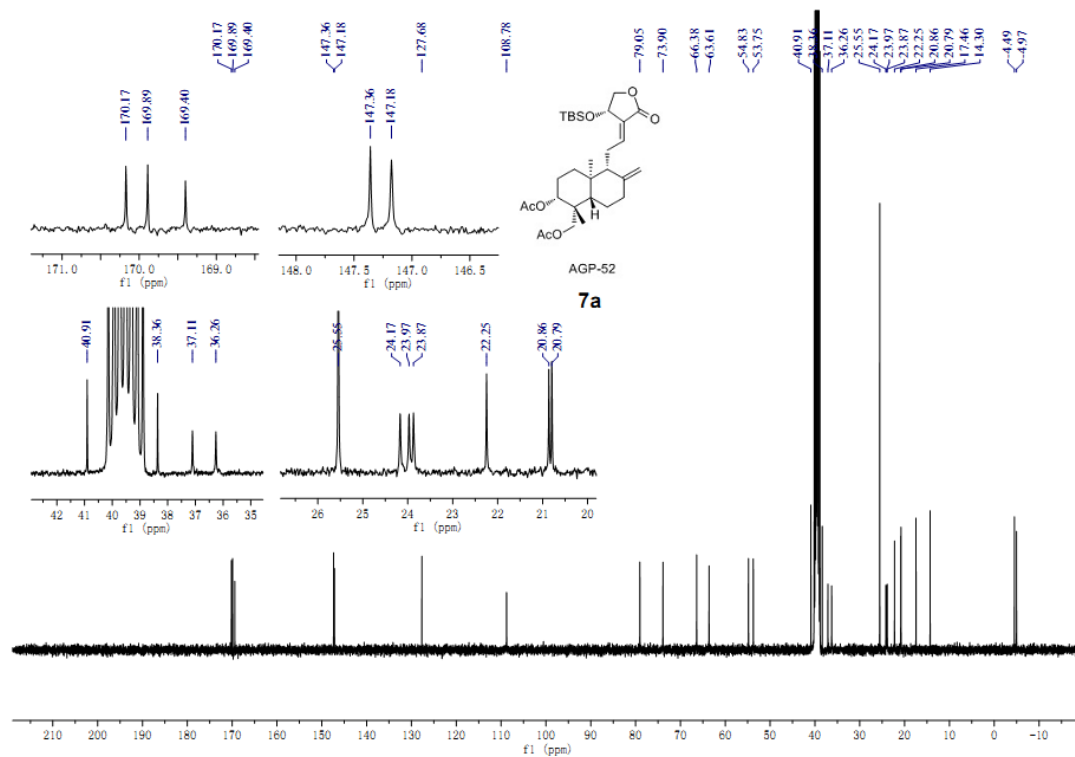 170.17
169.89
169.40
147.36
147.18
127.68
108.78
79.05
73.90
66.38
63.61
54.83
53.75
40.91
38.36
37.11
36.26
25.55
24.17
23.97
23.87
22.25
20.86
20.79
17.46
14.30
-4.49
-4.97
170.17
169.89
169.40
171.0 170.0 169.0
f1 (ppm)
147.36
147.18
148.0 147.5 147.0 146.5
f1 (ppm)
O
TBSO O
AcO H
AcO
AGP-52
7a
40.91
38.36
37.11
36.26
42 41 40 39 38 37 36 35
f1 (ppm)
25.55
24.17
23.97
23.87
22.25
20.86
20.79
26 25 24 23 22 21 20
f1 (ppm)
210 200 190 180 170 160 150 140 130 120 110 100 90 80 70 60 50 40 30 20 10 0 -10
f1 (ppm)